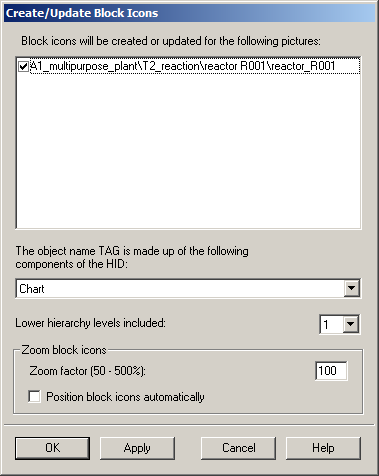 Create/Update Block Icons
Block icons will be created or updated for the following pictures:
A1_multipurpose_plant\T2_reaction\reactor R001\reactor_R001
The object name TAG is made up of the following
components of the HID:
Chart
Lower hierarchy levels included:
1
Zoom block icons
Zoom factor (50 - 500%):
100
Position block icons automatically
OK
Apply
Cancel
Help